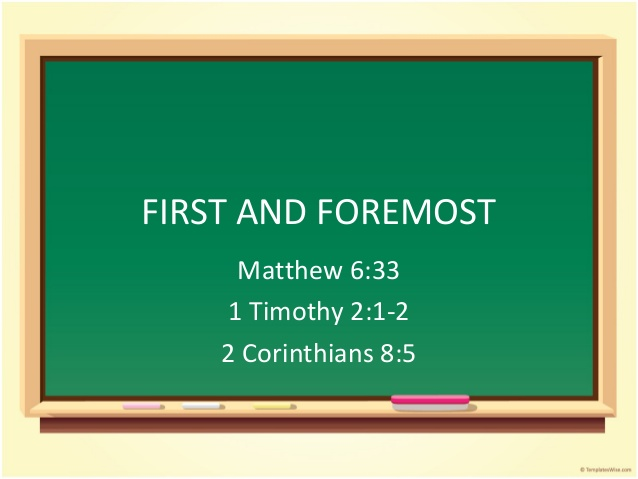 FIRST AND FOREMOST
Matthew 6:33
1 Timothy 2:1-2
2 Corinthians 8:5
© TemplatesWise.com